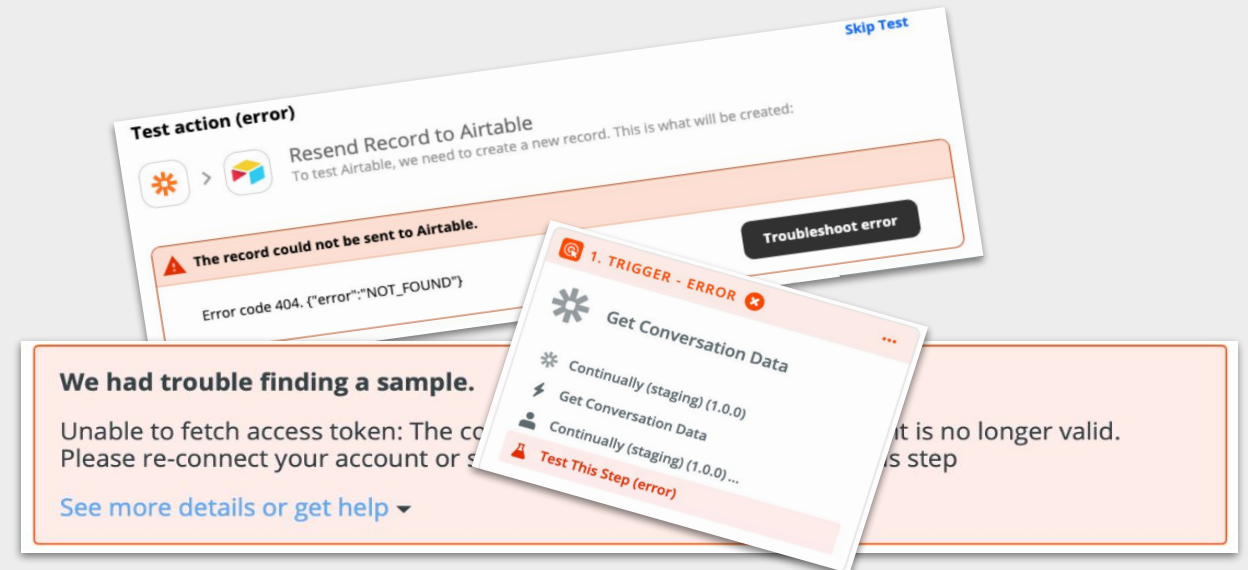 Skip Test
Test action (error)
Resend Record to Airtable
To test Airtable, we need to create a new record. This is what will be created:
The record could not be sent to Airtable.
Troubleshoot error
Error code 404. {"error":"NOT_FOUND"}
1. TRIGGER - ERROR
Get Conversation Data
Continually (staging) (1.0.0)
Get Conversation Data
Continually (staging) (1.0.0) ...
Test This Step (error)
We had trouble finding a sample.
Unable to fetch access token: The is no longer valid.
Please re-connect your account or step
See more details or get help